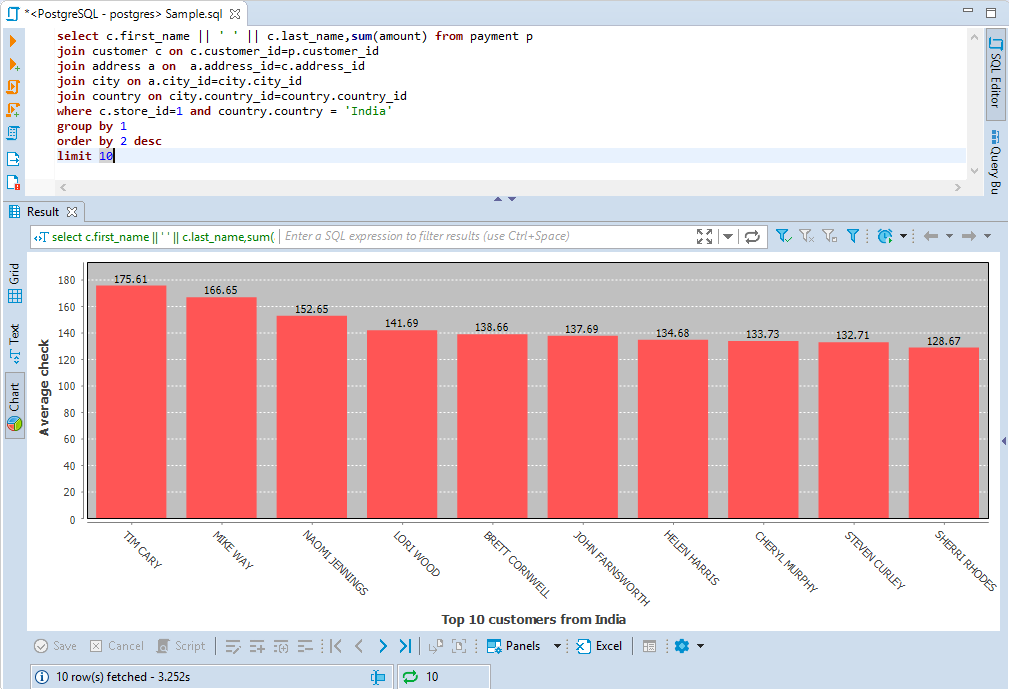 *<PostgreSQL - postgres> Sample.sql
select c.first_name || ' ' || c.last_name,sum(amount) from payment p
join customer c on c.customer_id=p.customer_id
join address a on  a.address_id=c.address_id
join city on a.city_id=city.city_id
join country on city.country_id=country.country_id
where c.store_id=1 and country.country = 'India'
group by 1
order by 2 desc
limit 10
SQL Editor
Query Bu
Result
T select c.first_name || ' ' || c.last_name,sum( Enter a SQL expression to filter results (use Ctrl+Space)
Grid
Text
Chart
Average check
180
160
140
120
100
80
60
40
20
0
175.61
166.65
152.65
141.69
138.66
137.69
134.68
133.73
132.71
128.67
TIM CARY
MIKE WAY
NAOMI JENNINGS
LORI WOOD
BRETT CORNWELL
JOHN FARNSWORTH
HELEN HARRIS
CHERYL MURPHY
STEVEN CURLEY
SHERRI RHODES
Top 10 customers from India
Save Cancel Script Panels Excel
10 row(s) fetched - 3.252s 10